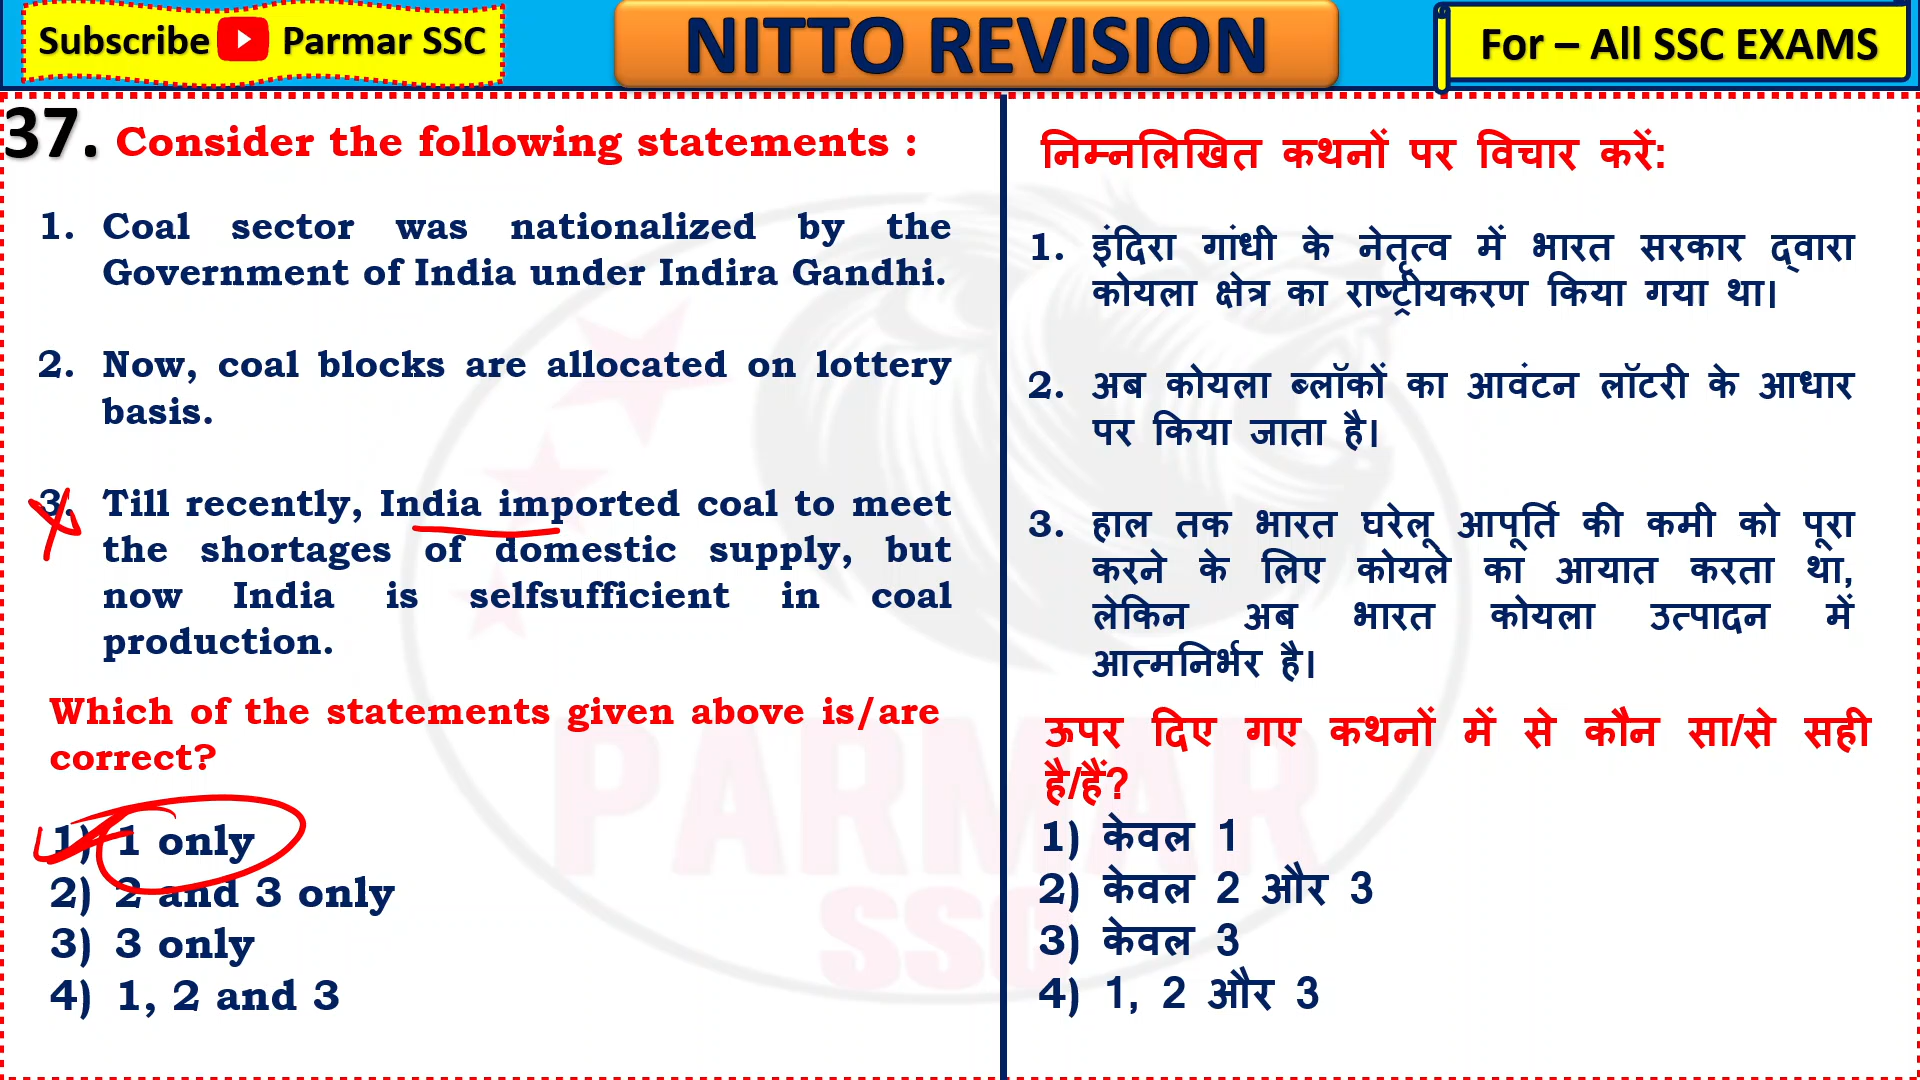 Subscribe Parmar SSC
NITTO REVISION
For – All SSC EXAMS
37. Consider the following statements :
1. Coal sector was nationalized by the
Government of India under Indira Gandhi.
2. Now, coal blocks are allocated on lottery
basis.
3. Till recently, India imported coal to meet
the shortages of domestic supply, but
now India is selfsufficient in coal
production.
Which of the statements given above is/are
correct?
1) 1 only
2) 2 and 3 only
3) 3 only
4) 1, 2 and 3
निम्नलिखित कथनों पर विचार करें:
1. इंदिरा गांधी के नेतृत्व में भारत सरकार द्वारा
कोयला क्षेत्र का राष्ट्रीयकरण किया गया था।
2. अब कोयला ब्लॉकों का आवंटन लॉटरी के आधार
पर किया जाता है।
3. हाल तक भारत घरेलू आपूर्ति की कमी को पूरा
करने के लिए कोयले का आयात करता था,
लेकिन अब भारत कोयला उत्पादन में
आत्मनिर्भर है।
ऊपर दिए गए कथनों में से कौन सा/से सही
है/हैं?
1) केवल 1
2) केवल 2 और 3
3) केवल 3
4) 1, 2 और 3
PARMAR
SSC